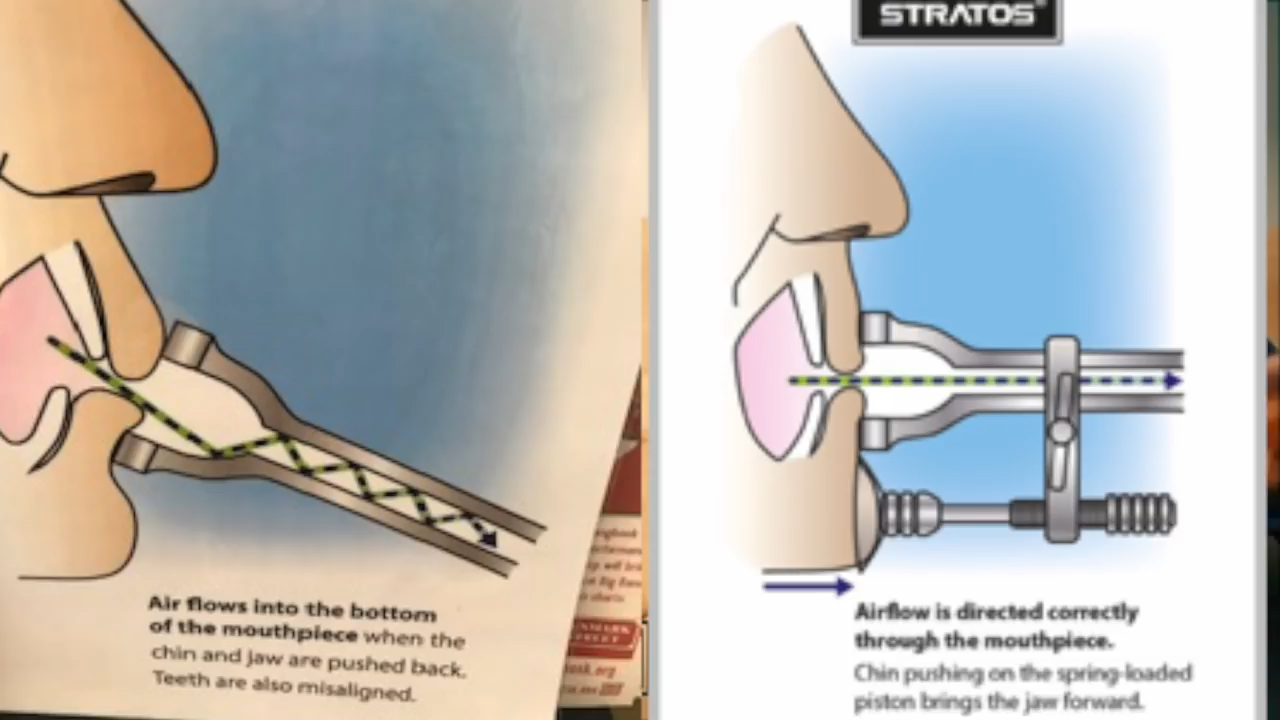 Air flows into the bottom
of the mouthpiece when the
chin and jaw are pushed back.
Teeth are also misaligned.
STRATOS
Airflow is directed correctly
through the mouthpiece.
Chin pushing on the spring-loaded
piston brings the jaw forward.